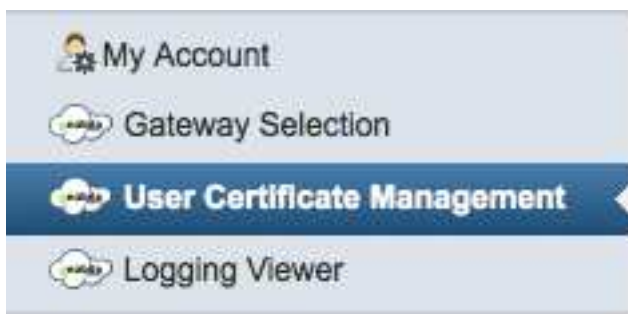 My Account
Gateway Selection
User Certificate Management
Logging Viewer